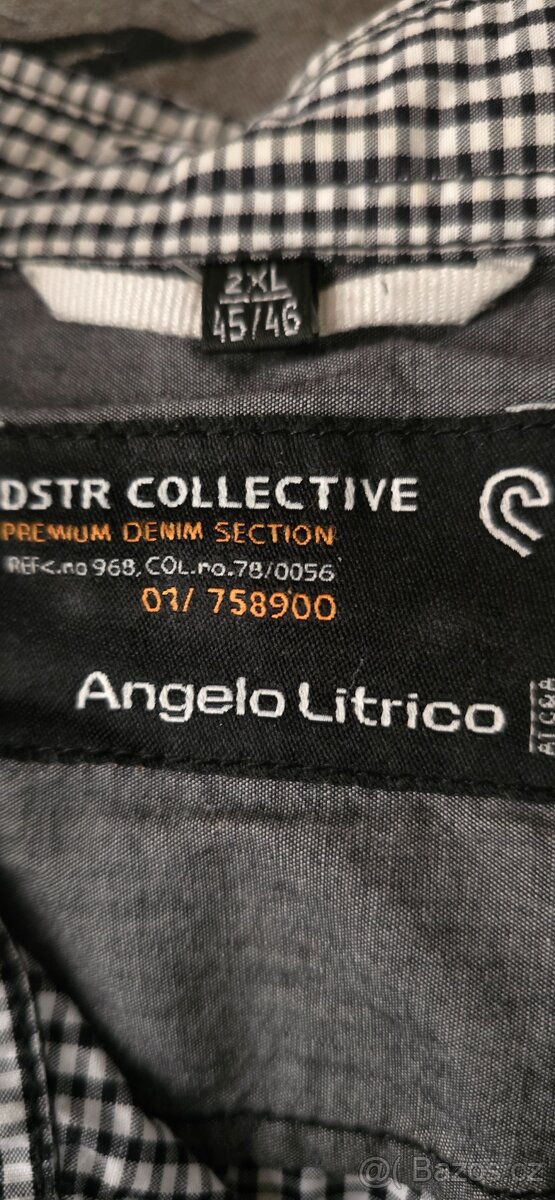 2XL
45/46
DSTR COLLECTIVE
PREMIUM DENIM SECTION
REF<.no 968, COL.no.78/0056
01/ 758900
Angelo Litrico
@ Bazos.cz